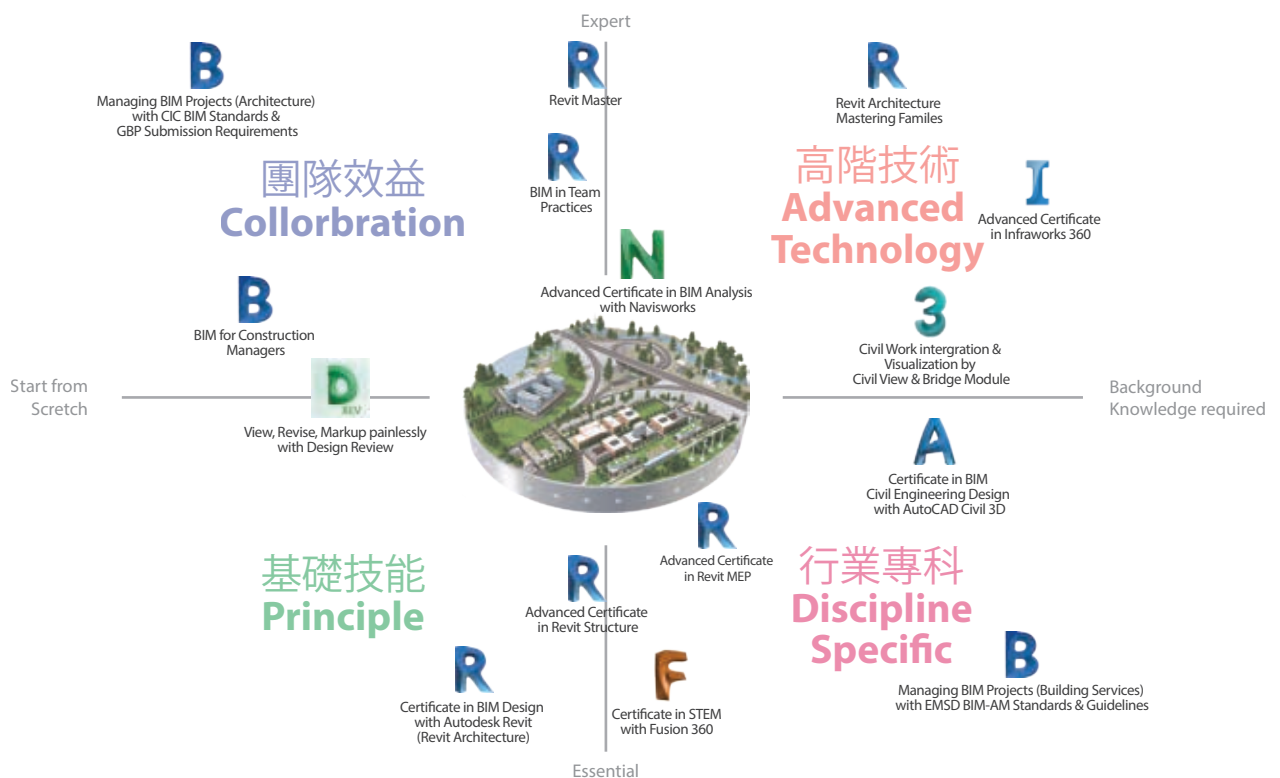 Expert
B
Managing BIM Projects (Architecture)
with CIC BIM Standards &
GBP Submission Requirements
R
Revit Master
R
Revit Architecture
Mastering Familes
R
BIM in Team
Practices
團隊效益
Collorbration
高階技術
Advanced
Technology
I
Advanced Certificate
in Infraworks 360
N
Advanced Certificate in BIM Analysis
with Navisworks
B
BIM for Construction
Managers
3
Civil Work intergration &
Visualization by
Civil View & Bridge Module
Start from
Scretch
D
REV
View, Revise, Markup painlessly
with Design Review
Background
Knowledge required
A
Certificate in BIM
Civil Engineering Design
with AutoCAD Civil 3D
R
Advanced Certificate
in Revit MEP
基礎技能
Principle
R
Advanced Certificate
in Revit Structure
行業專科
Discipline
Specific
R
Certificate in BIM Design
with Autodesk Revit
(Revit Architecture)
F
Certificate in STEM
with Fusion 360
B
Managing BIM Projects (Building Services)
with EMSD BIM-AM Standards & Guidelines
Essential